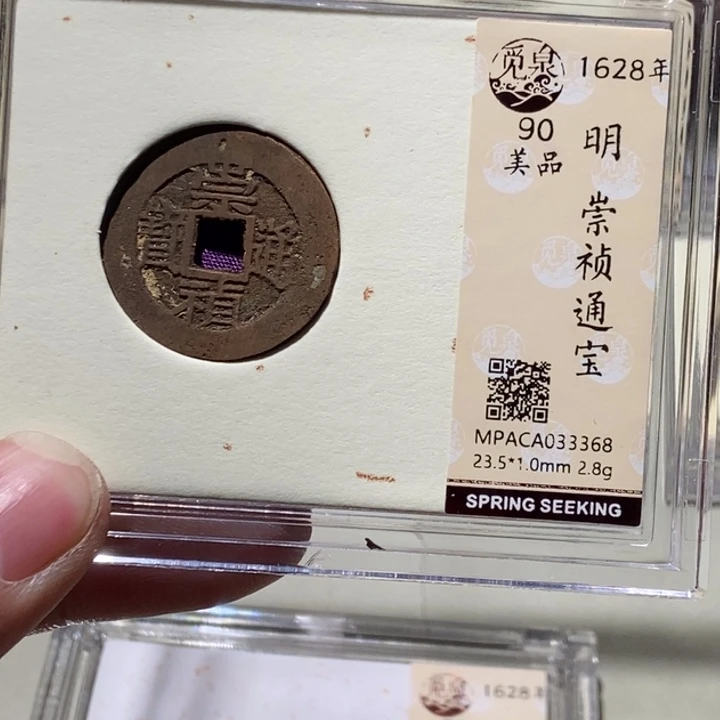 崇
禎
通
寶
觅泉
1628年
90
美品
明
崇祯通宝
MPACA033368
23.5*1.0mm 2.8g
SPRING SEEKING
觅泉
1628年